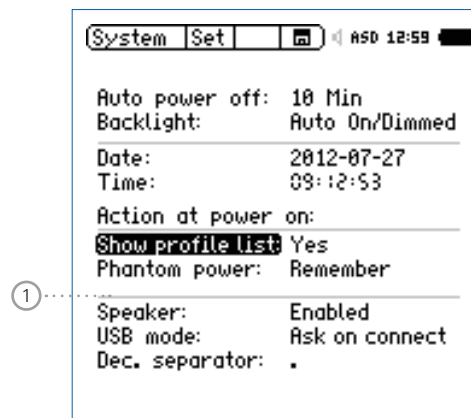 System Set ASD 12:59
Auto power off: 10 Min
Backlight: Auto On/Dimmed
Date: 2012-07-27
Time: 09:12:53
Action at power on:
Show profile list: Yes
Phantom power: Remember
1
Speaker: Enabled
USB mode: Ask on connect
Dec. separator: .